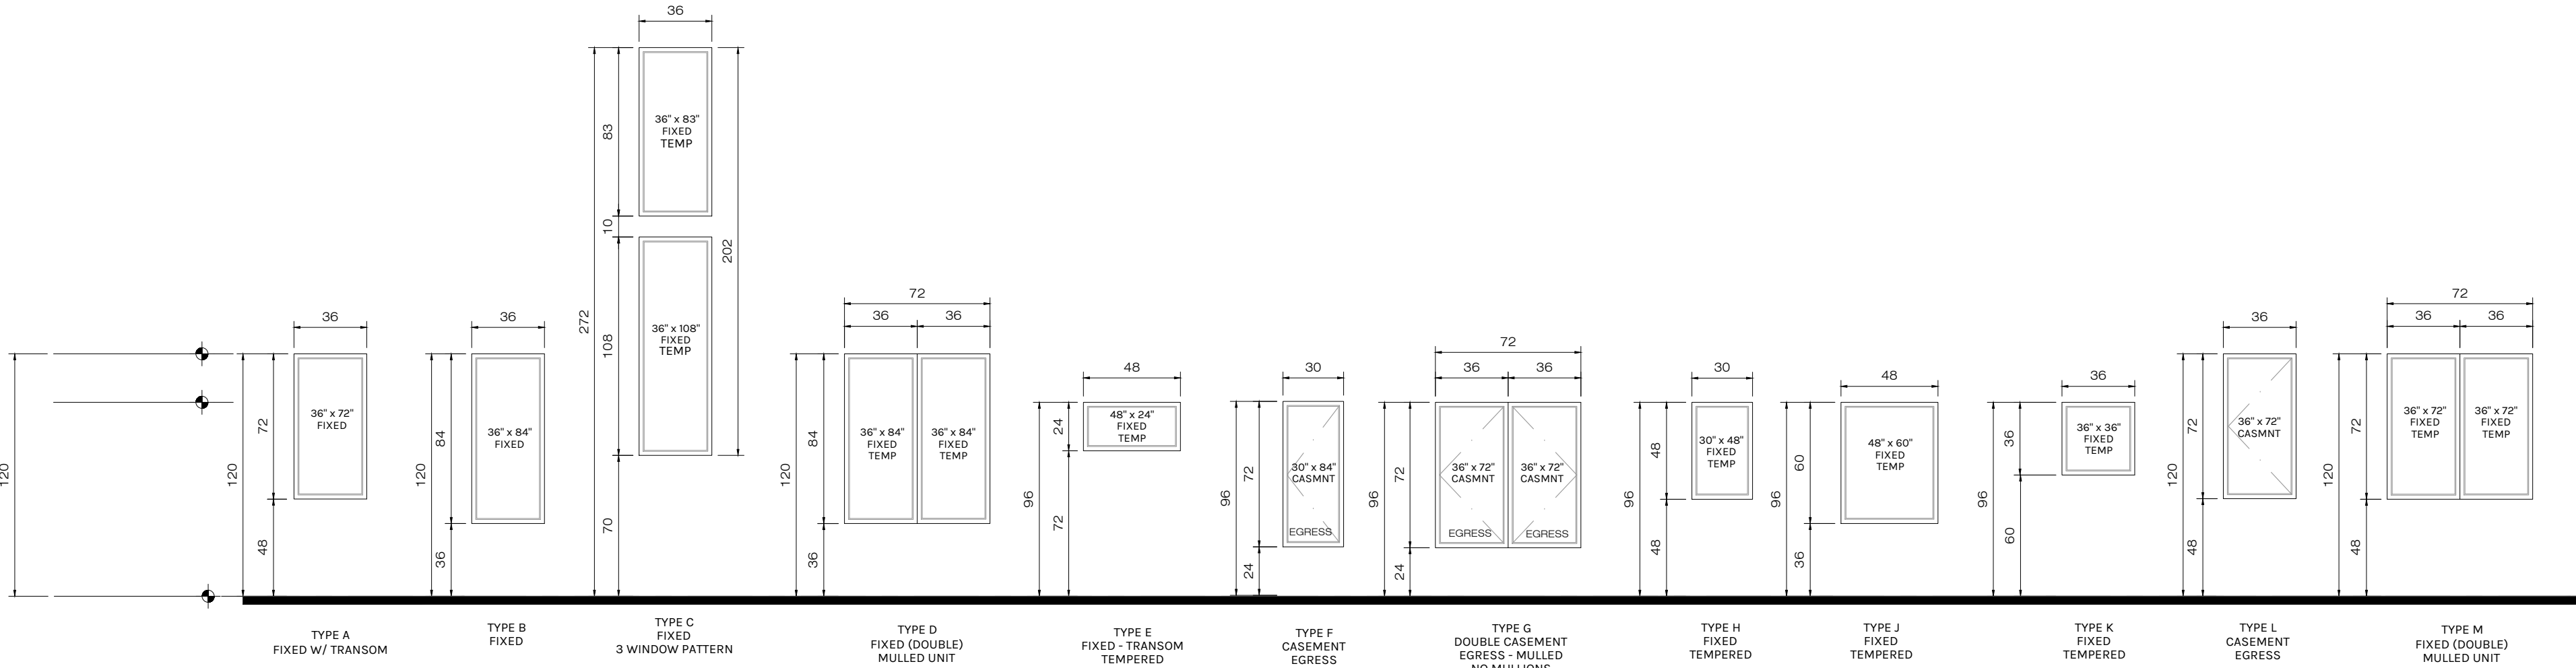 120
36
120
72
48
36" x 72"
FIXED
TYPE A
FIXED W/ TRANSOM
36
120
84
36
36" x 84"
FIXED
TYPE B
FIXED
36
272
83
10
108
70
202
36" x 83"
FIXED
TEMP
36" x 108"
FIXED
TEMP
TYPE C
FIXED
3 WINDOW PATTERN
72
36 36
120
84
36
36" x 84"
FIXED
TEMP
36" x 84"
FIXED
TEMP
TYPE D
FIXED (DOUBLE)
MULLED UNIT
48
96
24
72
48" x 24"
FIXED
TEMP
TYPE E
FIXED - TRANSOM
TEMPERED
30
96
72
24
30" x 84"
CASMNT
EGRESS
TYPE F
CASEMENT
EGRESS
72
36 36
96
72
24
36" x 72"
CASMNT
EGRESS
36" x 72"
CASMNT
EGRESS
TYPE G
DOUBLE CASEMENT
EGRESS - MULLED
NO MULLIONS
30
96
48
48
30" x 48"
FIXED
TEMP
TYPE H
FIXED
TEMPERED
48
96
60
36
48" x 60"
FIXED
TEMP
TYPE J
FIXED
TEMPERED
36
96
36
60
36" x 36"
FIXED
TEMP
TYPE K
FIXED
TEMPERED
36
120
72
48
36" x 72"
CASMNT
TYPE L
CASEMENT
EGRESS
72
36 36
120
72
48
36" x 72"
FIXED
TEMP
36" x 72"
FIXED
TEMP
TYPE M
FIXED (DOUBLE)
MULLED UNIT